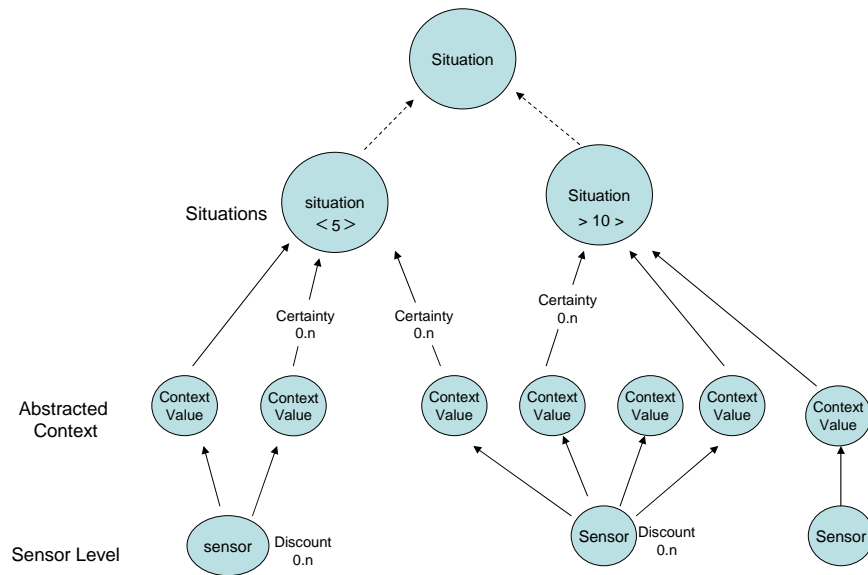 Situation
Situations
situation
< 5 >
Situation
> 10 >
Certainty
0.n
Certainty
0.n
Certainty
0.n
Abstracted
Context
Context
Value
Context
Value
Context
Value
Context
Value
Context
Value
Context
Value
Context
Value
Sensor Level
sensor
Discount
0.n
Sensor
Discount
0.n
Sensor